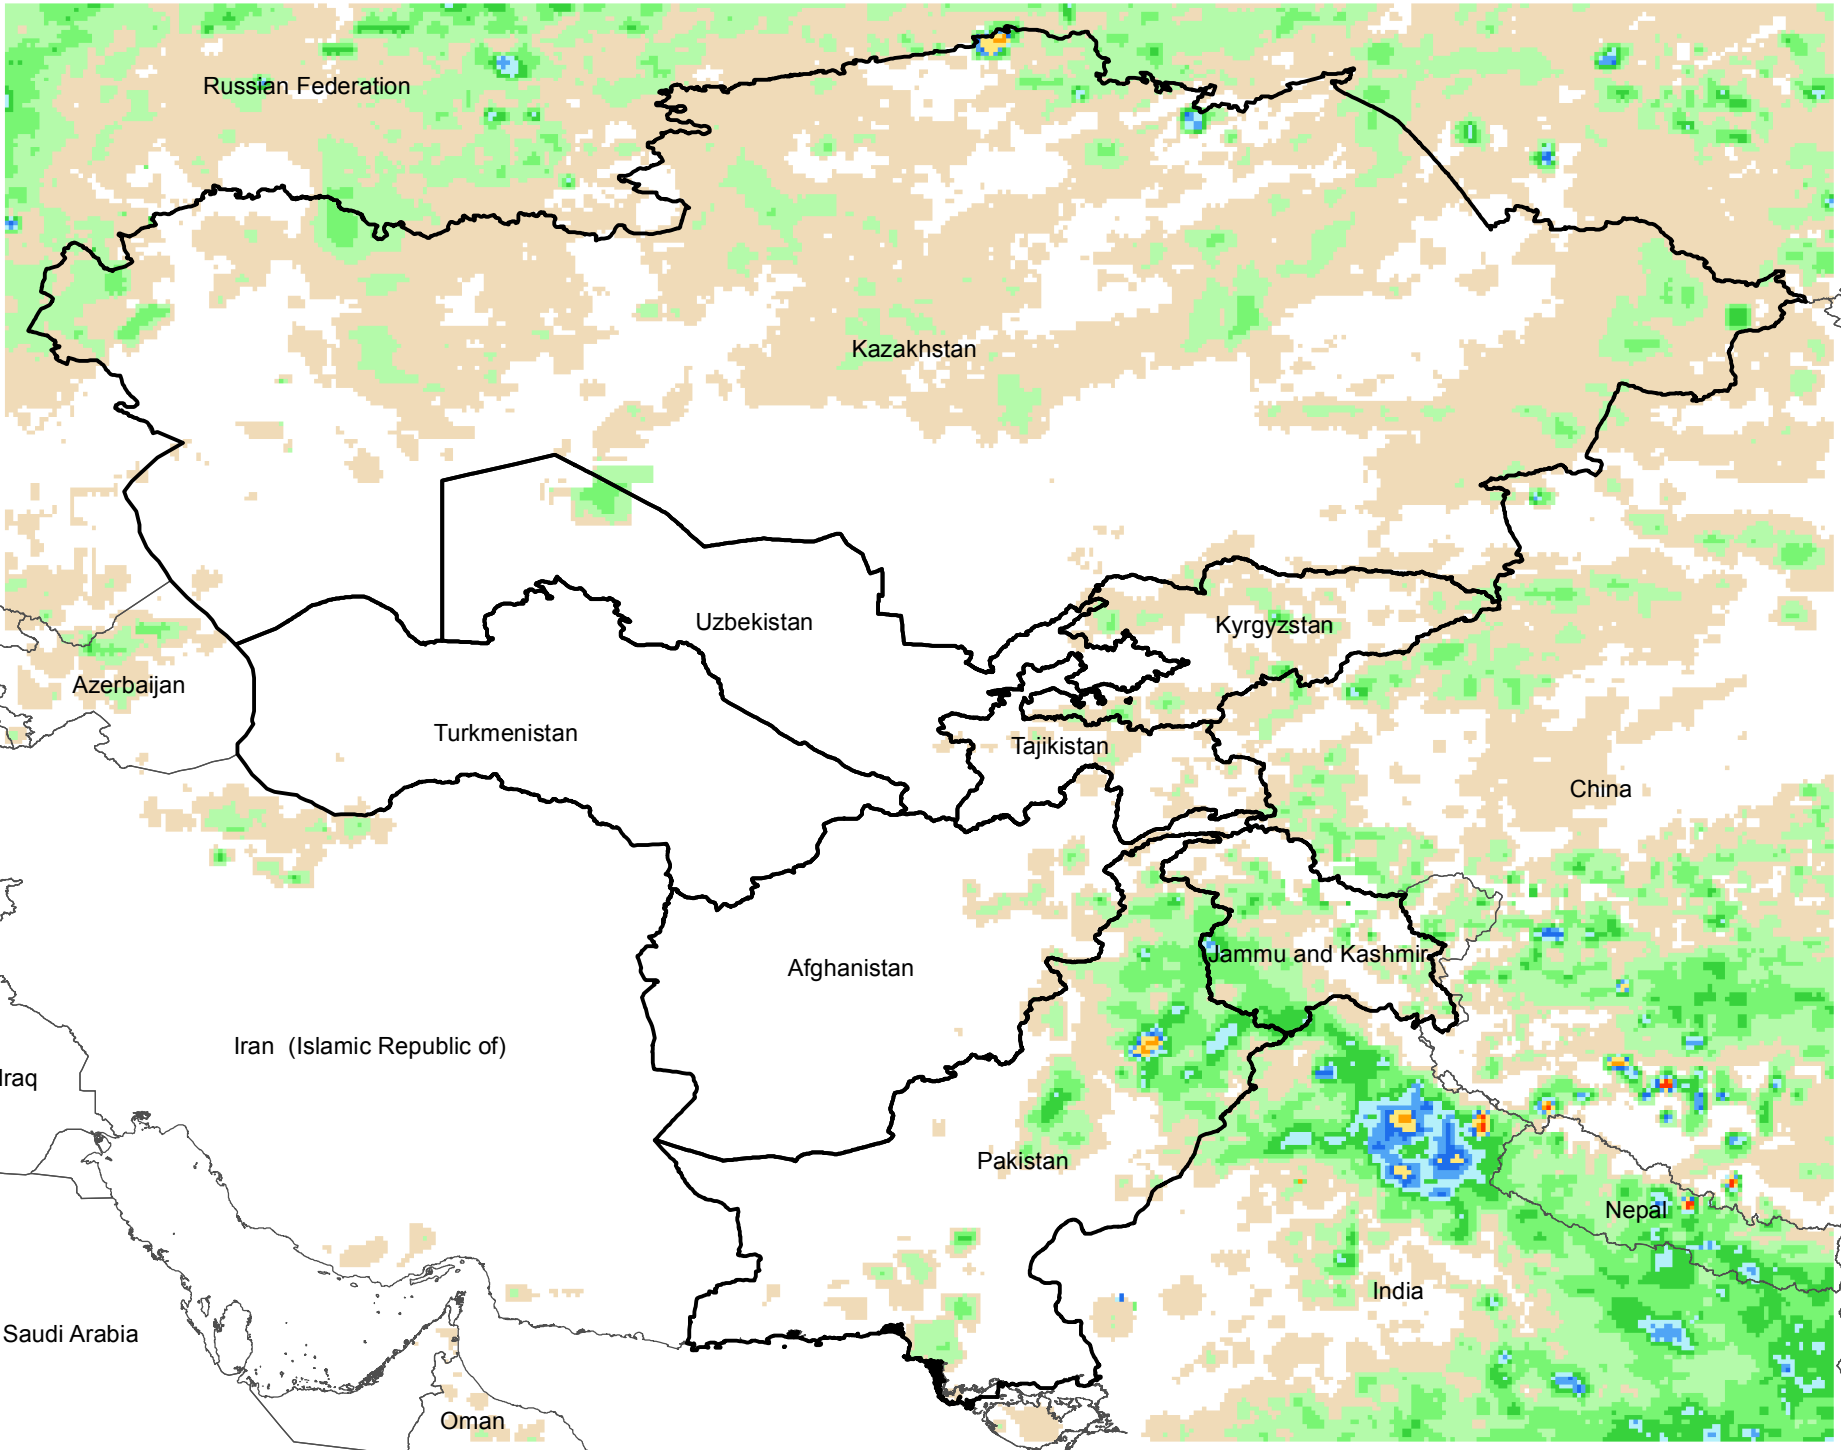 Russian Federation
Kazakhstan
Uzbekistan
Kyrgyzstan
Azerbaijan
Turkmenistan
Tajikistan
China
Jammu and Kashmir
Afghanistan
Iran  (Islamic Republic of)
Iraq
Pakistan
Nepal
India
Saudi Arabia
Oman